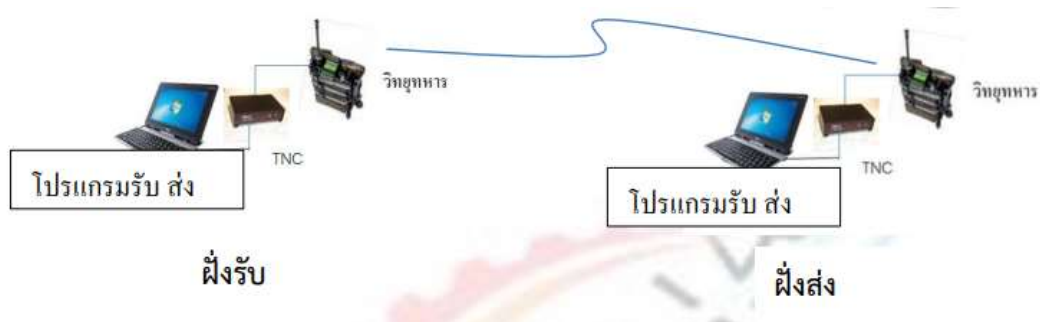 วิทยุทหาร
วิทยุทหาร
TNC
TNC
โปรแกรมรับ ส่ง
โปรแกรมรับ ส่ง
ฝั่งรับ
ฝั่งส่ง